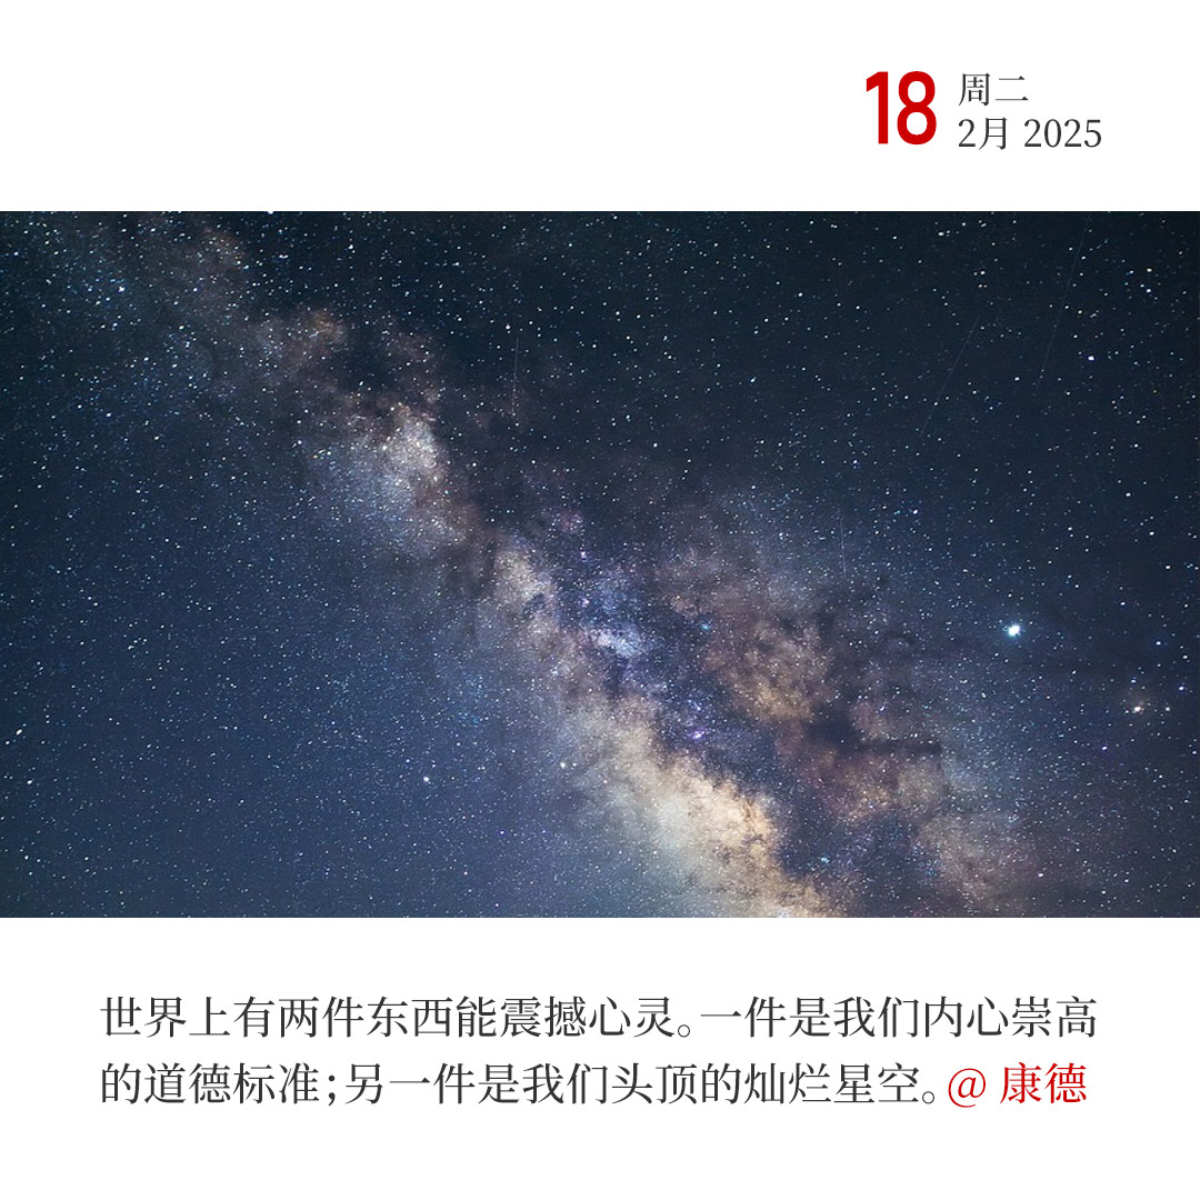 18
周二
2月 2025
世界上有两件东西能震撼心灵。一件是我们内心崇高
的道德标准；另一件是我们头顶的灿烂星空。@ 康德